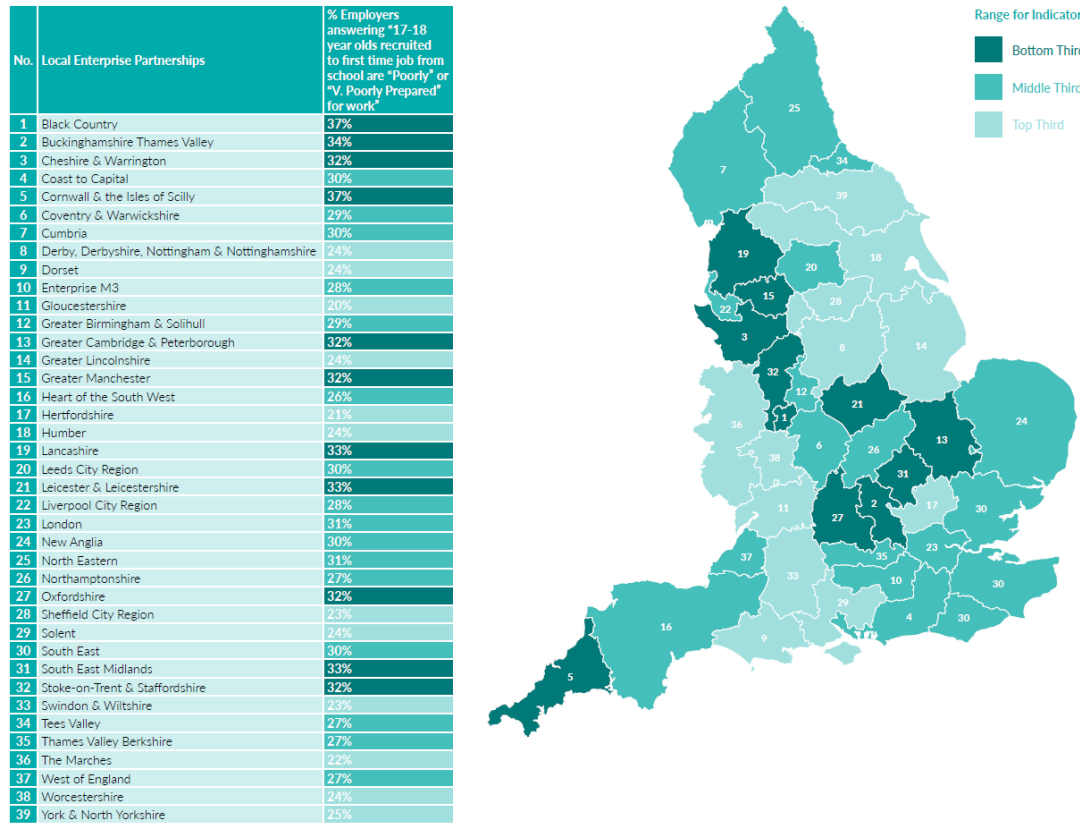 No.
Local Enterprise Partnerships
% Employers
answering "17-18
year olds recruited
to first time job from
school are "Poorly" or
"V. Poorly Prepared"
for work"
1 Black Country 37%
2 Buckinghamshire Thames Valley 34%
3 Cheshire & Warrington 32%
4 Coast to Capital 30%
5 Cornwall & the Isles of Scilly 37%
6 Coventry & Warwickshire 29%
7 Cumbria 30%
8 Derby, Derbyshire, Nottingham & Nottinghamshire 24%
9 Dorset 24%
10 Enterprise M3 28%
11 Gloucestershire 20%
12 Greater Birmingham & Solihull 29%
13 Greater Cambridge & Peterborough 32%
14 Greater Lincolnshire 24%
15 Greater Manchester 32%
16 Heart of the South West 26%
17 Hertfordshire 21%
18 Humber 24%
19 Lancashire 33%
20 Leeds City Region 30%
21 Leicester & Leicestershire 33%
22 Liverpool City Region 28%
23 London 31%
24 New Anglia 30%
25 North Eastern 31%
26 Northamptonshire 27%
27 Oxfordshire 32%
28 Sheffield City Region 23%
29 Solent 24%
30 South East 30%
31 South East Midlands 33%
32 Stoke-on-Trent & Staffordshire 32%
33 Swindon & Wiltshire 23%
34 Tees Valley 27%
35 Thames Valley Berkshire 27%
36 The Marches 22%
37 West of England 27%
38 Worcestershire 24%
39 York & North Yorkshire 25%
Range for Indicator
Bottom Third
Middle Third
Top Third
25
34
7
39
19
18
20
15
28
22
3
14
8
32
12
21
1
36
24
13
6
26
38
31
2
17
11
27
30
23
37
35
33
10
30
29
16
4
30
9
5